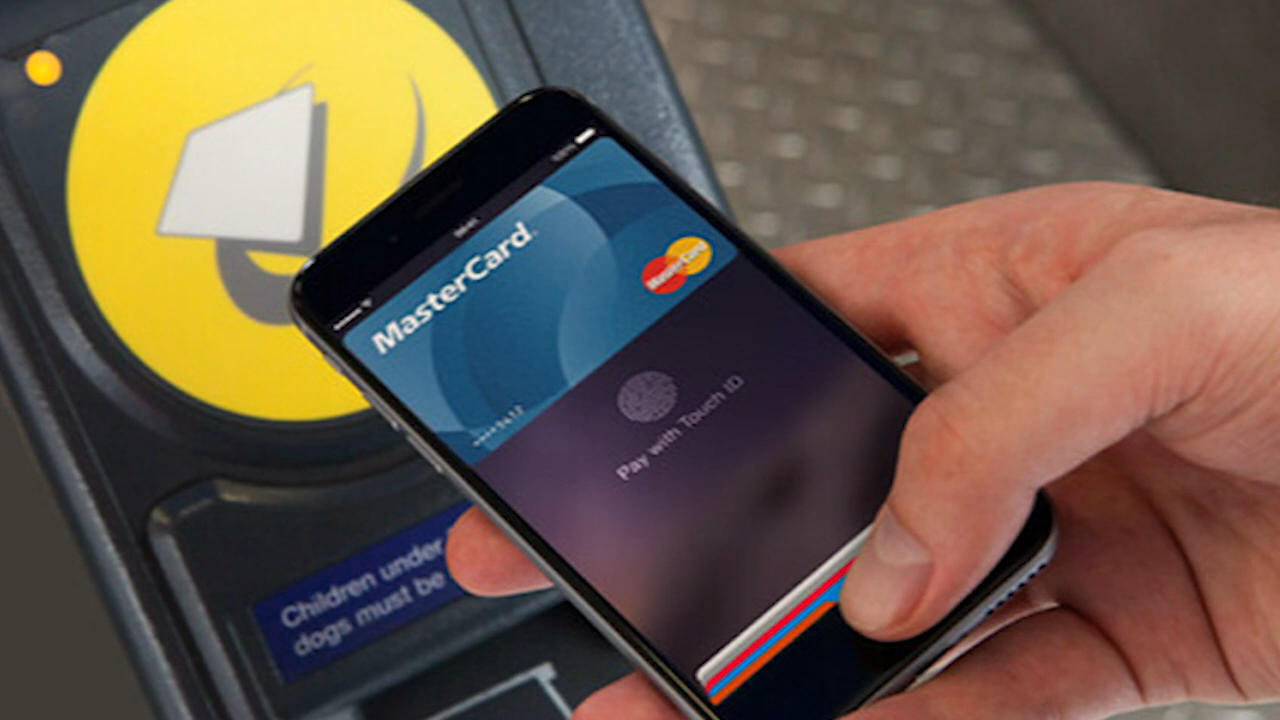 MasterCard
MasterCard
Pay with Touch ID
Children under
dogs must be